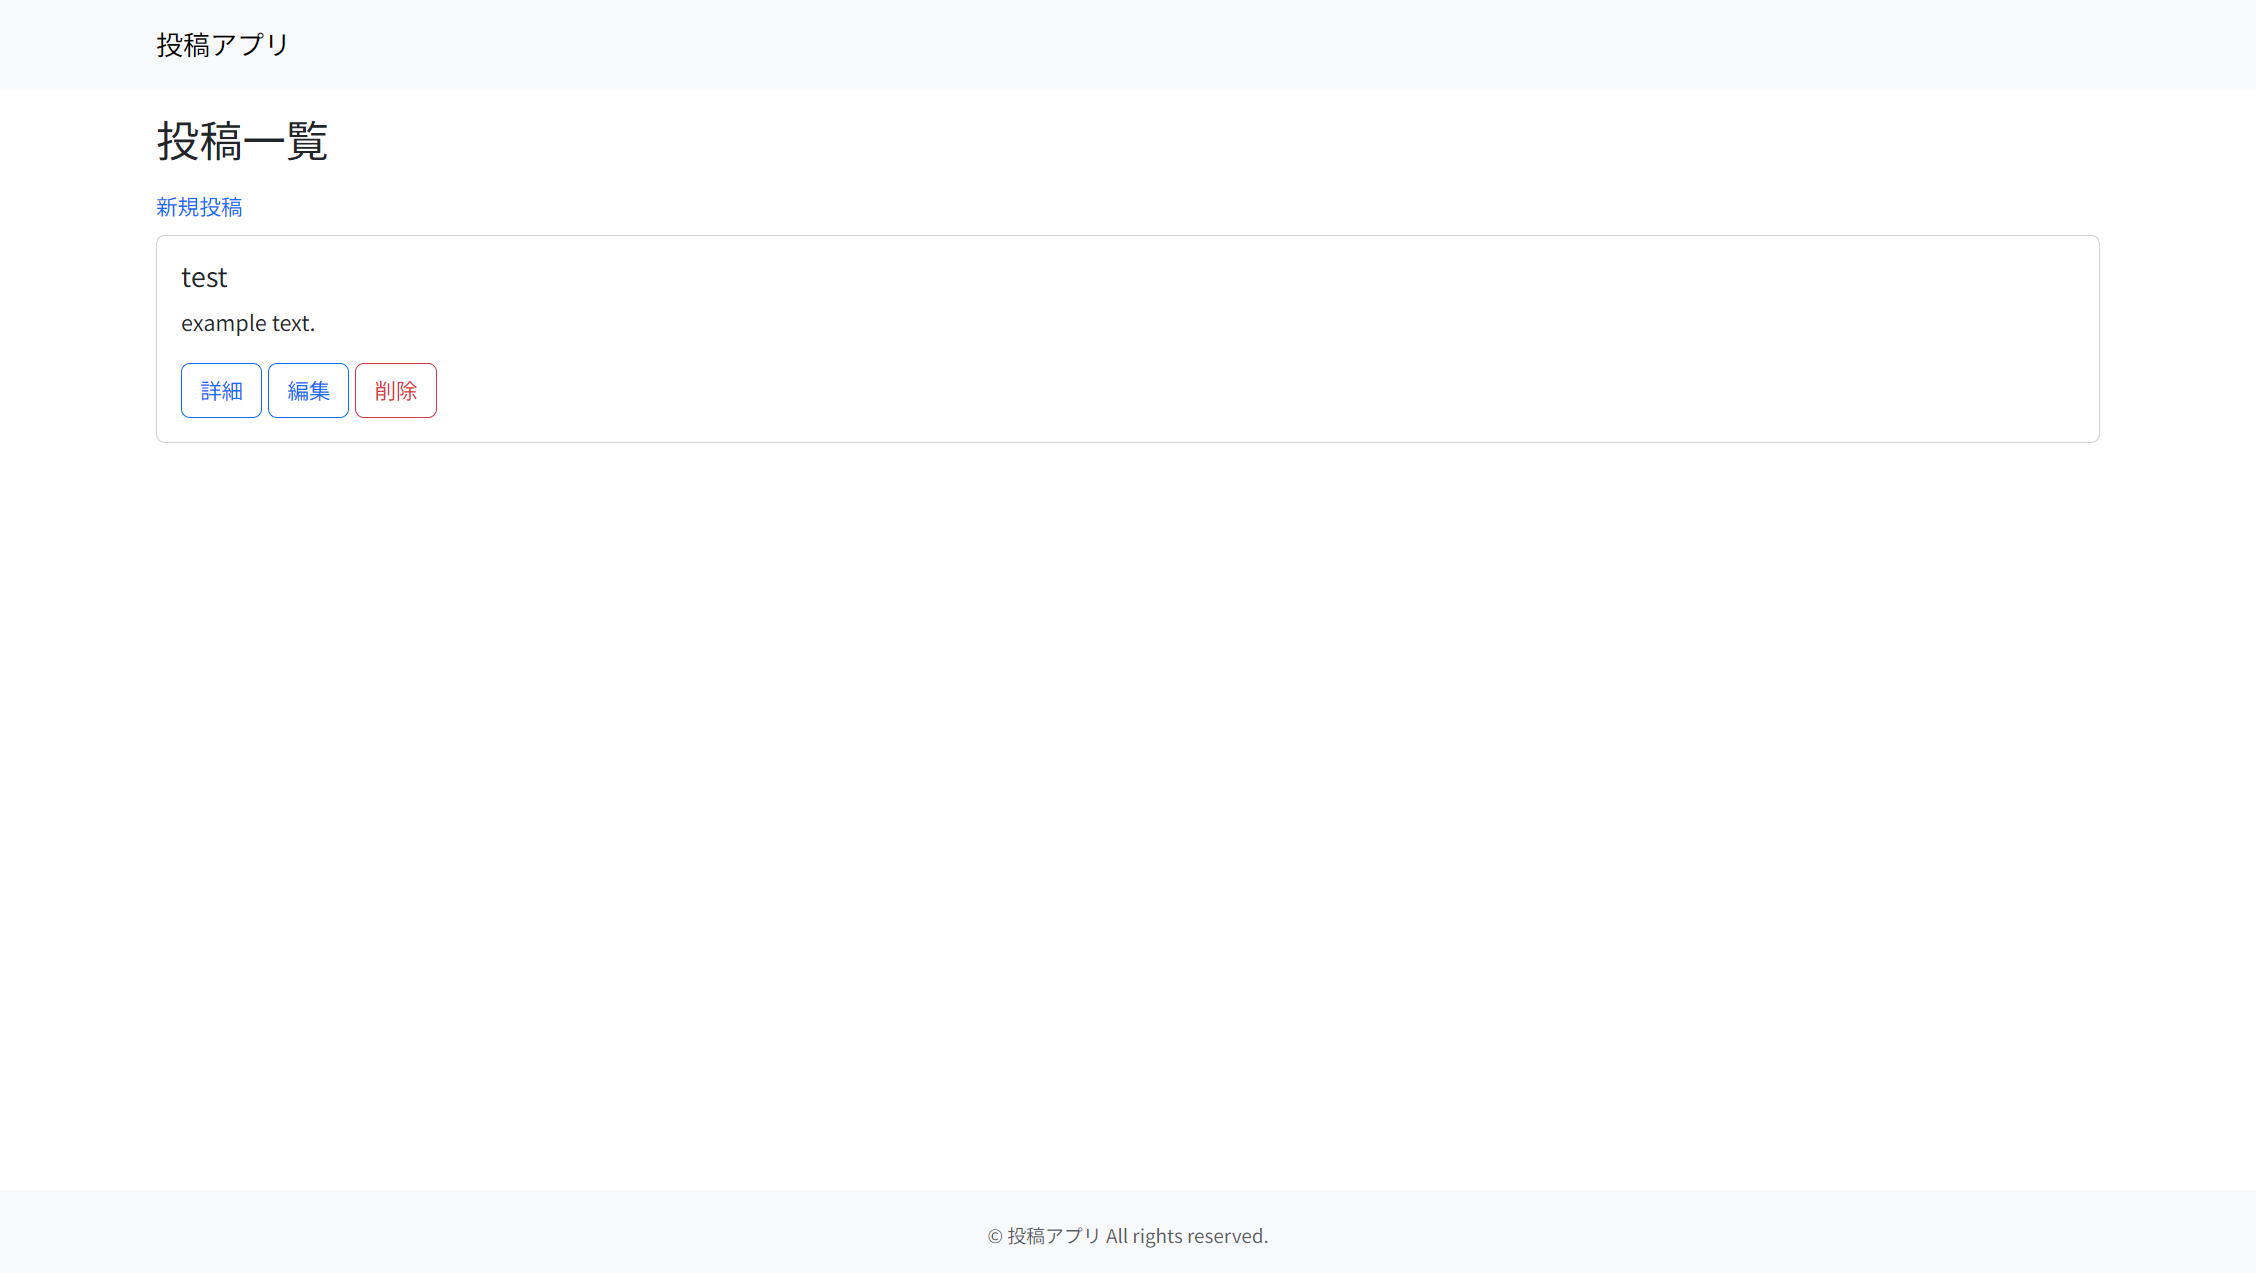 投稿アプリ
投稿一覧
新規投稿
test
example text.
詳細 編集 削除
© 投稿アプリ All rights reserved.